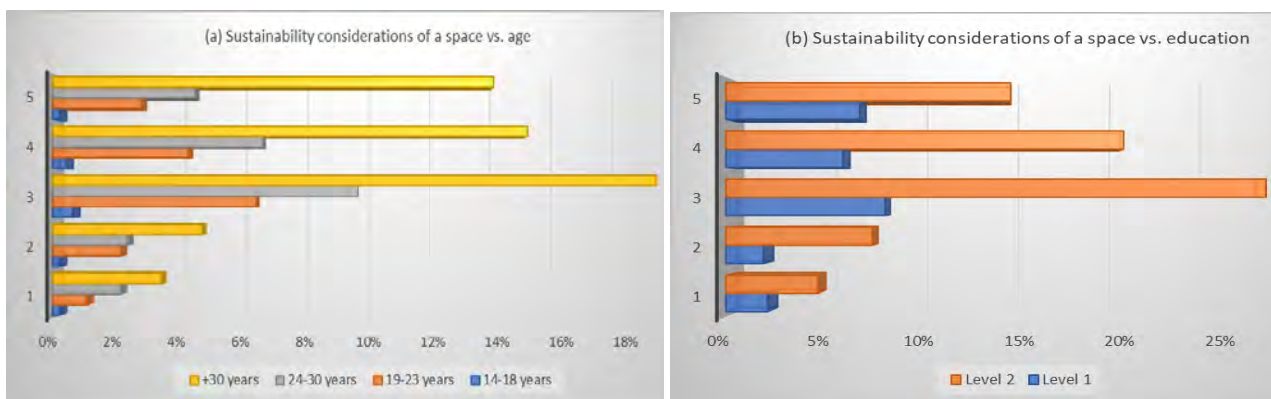 (a) Sustainability considerations of a space vs. age
5
4
3
2
1
0% 2% 4% 6% 8% 10% 12% 14% 16% 18%
+30 years 24-30 years 19-23 years 14-18 years
(b) Sustainability considerations of a space vs. education
5
4
3
2
1
0% 5% 10% 15% 20% 25%
Level 2 Level 1